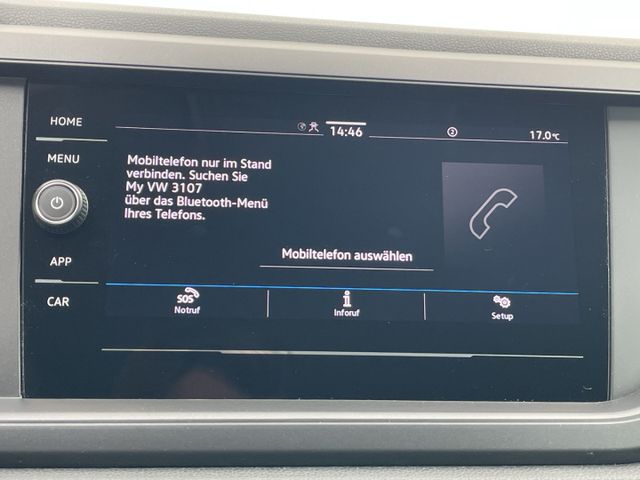 HOME
14:46
2
17.0°C
MENU
Mobiltelefon nur im Stand
verbinden. Suchen Sie
My VW 3107
über das Bluetooth-Menü
Ihres Telefons.
Mobiltelefon auswählen
APP
CAR
SOS
Notruf
Inforuf
Setup